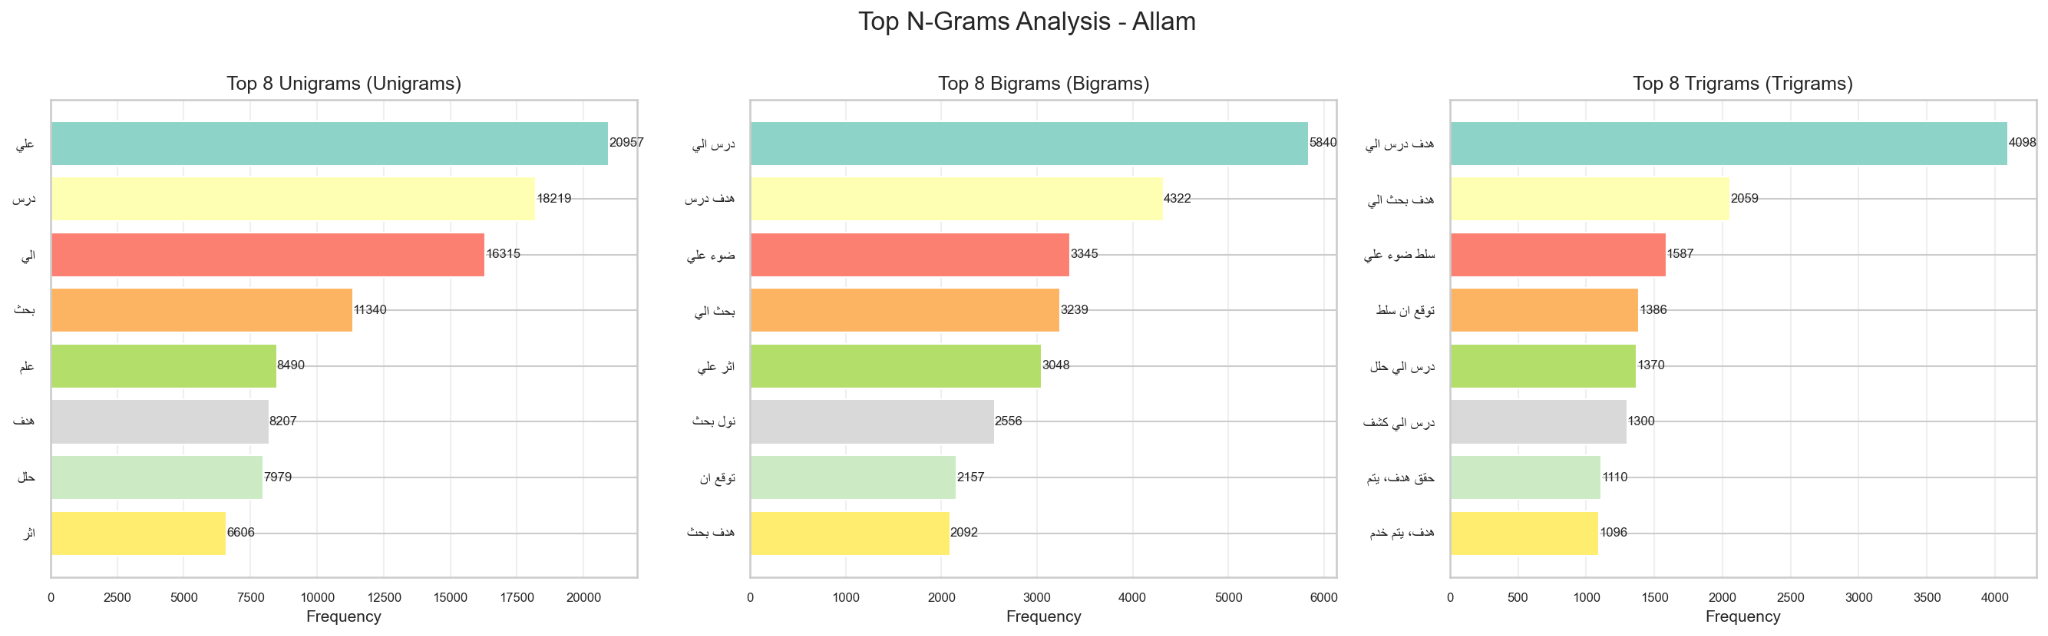 Top N-Grams Analysis - Allam
Top 8 Unigrams (Unigrams)
علي 20957
درس 18219
الي 16315
بحث 11340
علم 8490
هدف 8207
حلل 7979
اثر 6606
0 2500 5000 7500 10000 12500 15000 17500 20000
Frequency
Top 8 Bigrams (Bigrams)
درس الي 5840
هدف درس 4322
ضوء علي 3345
بحث الي 3239
اثر علي 3048
نول بحث 2556
توقع ان 2157
هدف بحث 2092
0 1000 2000 3000 4000 5000 6000
Frequency
Top 8 Trigrams (Trigrams)
هدف درس الي 4098
هدف بحث الي 2059
سلط ضوء علي 1587
توقع ان سلط 1386
درس الي حلل 1370
درس الي كشف 1300
حقق هدف، يتم 1110
هدف، يتم خدم 1096
0 500 1000 1500 2000 2500 3000 3500 4000
Frequency